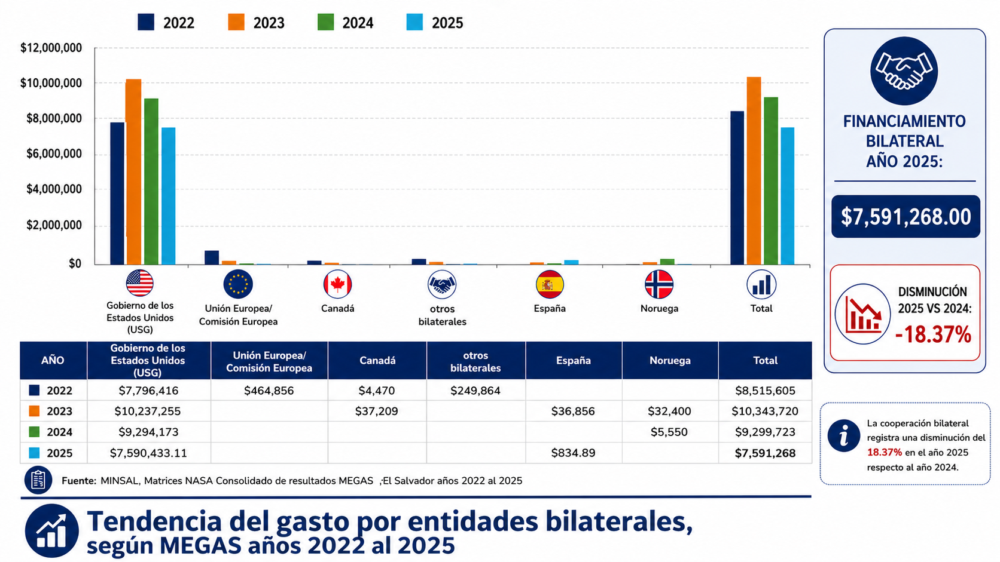 2022 2023 2024 2025
$12,000,000
$10,000,000
$8,000,000
$6,000,000
$4,000,000
$2,000,000
$0
Gobierno de los
Estados Unidos
(USG)
Unión Europea/
Comisión Europea
Canadá
otros
bilaterales
España
Noruega
Total
FINANCIAMIENTO
BILATERAL
AÑO 2025:
$7,591,268.00
DISMINUCIÓN
2025 VS 2024:
-18.37%
AÑO Gobierno de los Estados Unidos (USG) Unión Europea/ Comisión Europea Canadá otros bilaterales España Noruega Total
2022 $7,796,416 $464,856 $4,470 $249,864 $8,515,605
2023 $10,237,255 $37,209 $36,856 $32,400 $10,343,720
2024 $9,294,173 $5,550 $9,299,723
2025 $7,590,433.11 $834.89 $7,591,268
La cooperación bilateral
registra una disminución del
18.37% en el año 2025
respecto al año 2024.
Fuente: MINSAL, Matrices NASA Consolidado de resultados MEGAS ,·El Salvador años 2022 al 2025
Tendencia del gasto por entidades bilaterales,
según MEGAS años 2022 al 2025